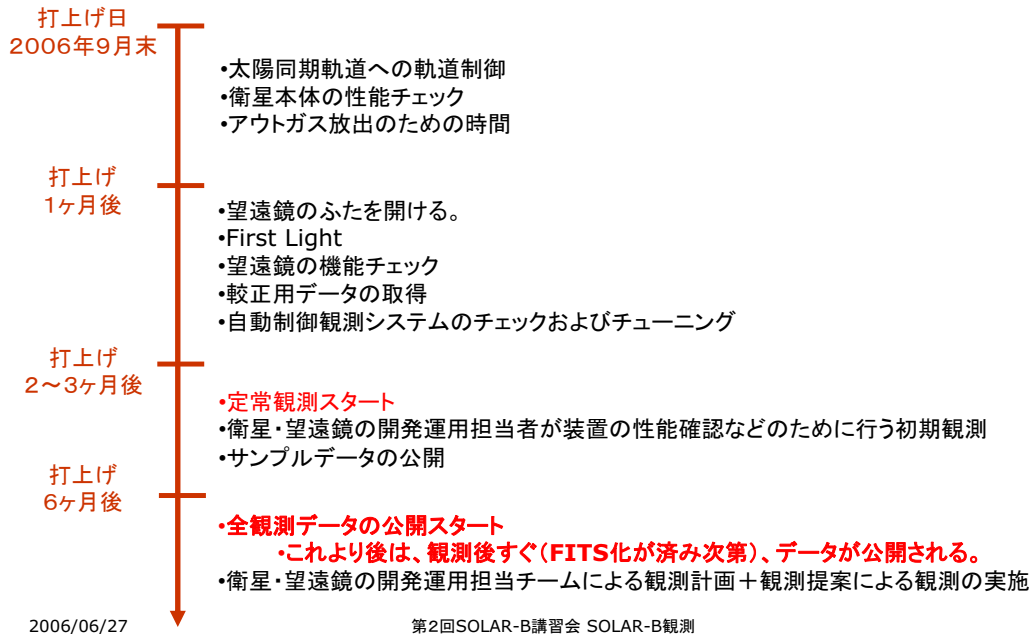 打上げ日
2006年9月末
•太陽同期軌道への軌道制御
•衛星本体の性能チェック
•アウトガス放出のための時間
打上げ
1ヶ月後
•望遠鏡のふたを開ける。
•First Light
•望遠鏡の機能チェック
•較正用データの取得
•自動制御観測システムのチェックおよびチューニング
打上げ
2～3ヶ月後
•定常観測スタート
•衛星・望遠鏡の開発運用担当者が装置の性能確認などのために行う初期観測
•サンプルデータの公開
打上げ
6ヶ月後
•全観測データの公開スタート
•これより後は、観測後すぐ（FITS化が済み次第）、データが公開される。
•衛星・望遠鏡の開発運用担当チームによる観測計画＋観測提案による観測の実施
2006/06/27
第2回SOLAR-B講習会 SOLAR-B観測